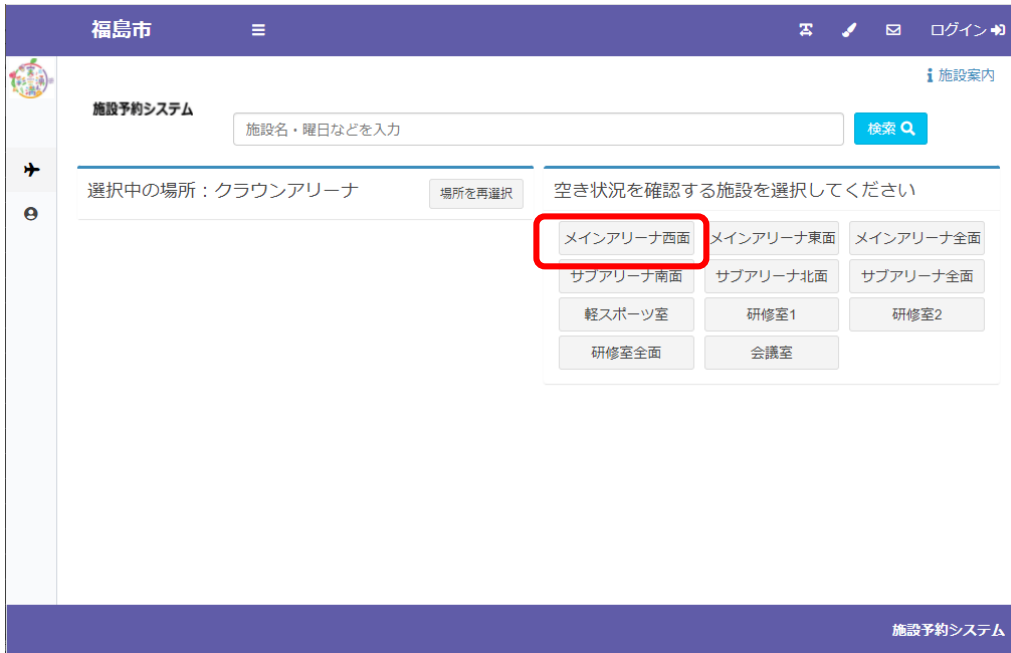 福島市
ログイン
施設案内
施設予約システム
施設名・曜日などを入力
検索
選択中の場所：クラウンアリーナ
場所を再選択
空き状況を確認する施設を選択してください
メインアリーナ西面 メインアリーナ東面 メインアリーナ全面
サブアリーナ南面 サブアリーナ北面 サブアリーナ全面
軽スポーツ室 研修室1 研修室2
研修室全面 会議室
施設予約システム